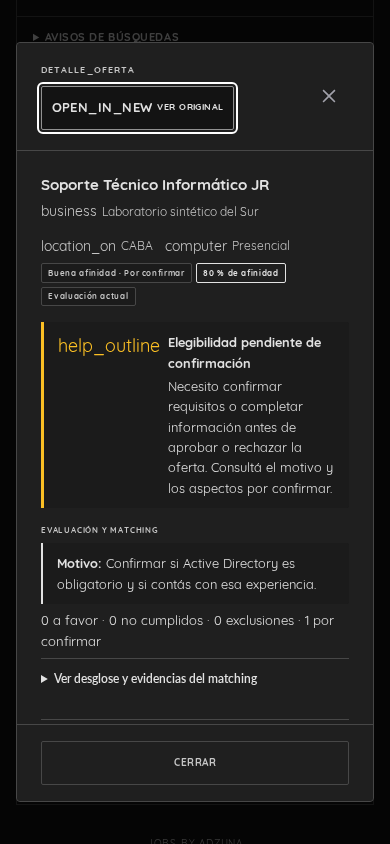 ▶ AVISOS DE BÚSQUEDAS
DETALLE_OFERTA
OPEN_IN_NEW VER ORIGINAL
Soporte Técnico Informático JR
business Laboratorio sintético del Sur
location_on CABA computer Presencial
Buena afinidad · Por confirmar 80 % de afinidad
Evaluación actual
help_outline Elegibilidad pendiente de
confirmación
Necesito confirmar
requisitos o completar
información antes de
aprobar o rechazar la
oferta. Consultá el motivo y
los aspectos por confirmar.
EVALUACIÓN Y MATCHING
Motivo: Confirmar si Active Directory es
obligatorio y si contás con esa experiencia.
0 a favor · 0 no cumplidos · 0 exclusiones · 1 por
confirmar
▶ Ver desglose y evidencias del matching
CERRAR
JOBS BY ADZUNA